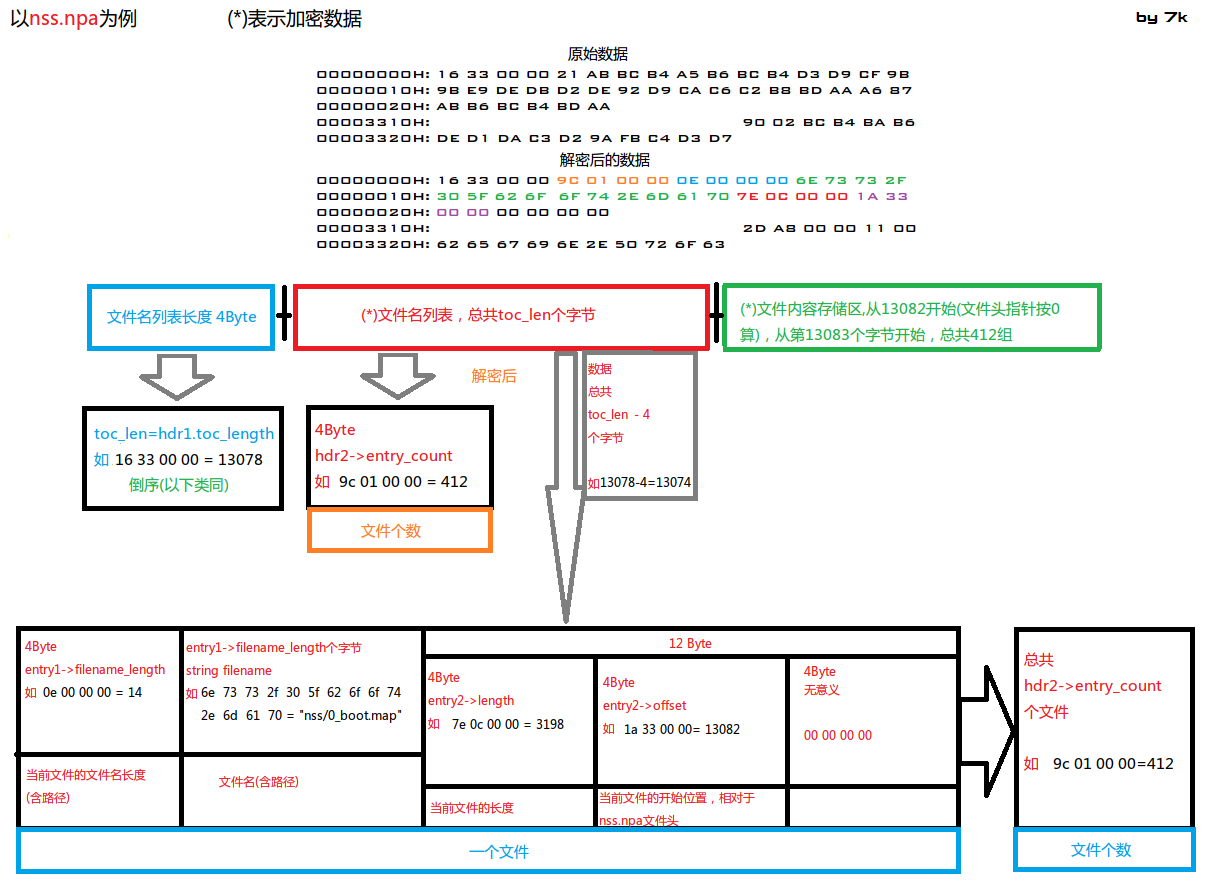 以nss.npa为例 (*)表示加密数据 by 7k
原始数据
00000000H: 16 33 00 00 21 AB BC B4 A5 B6 BC B4 D3 D9 CF 9B
00000010H: 9B E9 DE DB D2 DE 92 D9 CA C6 C2 B8 BD AA A6 87
00000020H: AB B6 BC B4 BD AA
00003310H: 90 02 BC B4 BA B6
00003320H: DE D1 DA C3 D2 9A FB C4 D3 D7
解密后的数据
00000000H: 16 33 00 00 9C 01 00 00 0E 00 00 00 6E 73 73 2F
00000010H: 30 5F 62 6F 6F 74 2E 6D 61 70 7E 0C 00 00 1A 33
00000020H: 00 00 00 00 00 00
00003310H: 2D A8 00 00 11 00
00003320H: 62 65 67 69 6E 2E 50 72 6F 63
文件名列表长度 4Byte
(*)文件名列表，总共toc_len个字节
(*)文件内容存储区,从13082开始(文件头指针按0
算)，从第13083个字节开始，总共412组
解密后
数据
总共
toc_len - 4
个字节
如13078-4=13074
toc_len=hdr1.toc_length
如 16 33 00 00 = 13078
倒序(以下类同)
4Byte
hdr2->entry_count
如 9c 01 00 00 = 412
文件个数
4Byte
entry1->filename_length
如 0e 00 00 00 = 14
当前文件的文件名长度
(含路径)
entry1->filename_length个字节
string filename
如 6e 73 73 2f 30 5f 62 6f 6f 74
2e 6d 61 70 = "nss/0_boot.map"
文件名(含路径)
12 Byte
4Byte
entry2->length
如 7e 0c 00 00 = 3198
当前文件的长度
4Byte
entry2->offset
如 1a 33 00 00= 13082
当前文件的开始位置，相对于
nss.npa文件头
4Byte
无意义
00 00 00 00
一个文件
总共
hdr2->entry_count
个文件
如 9c 01 00 00=412
文件个数